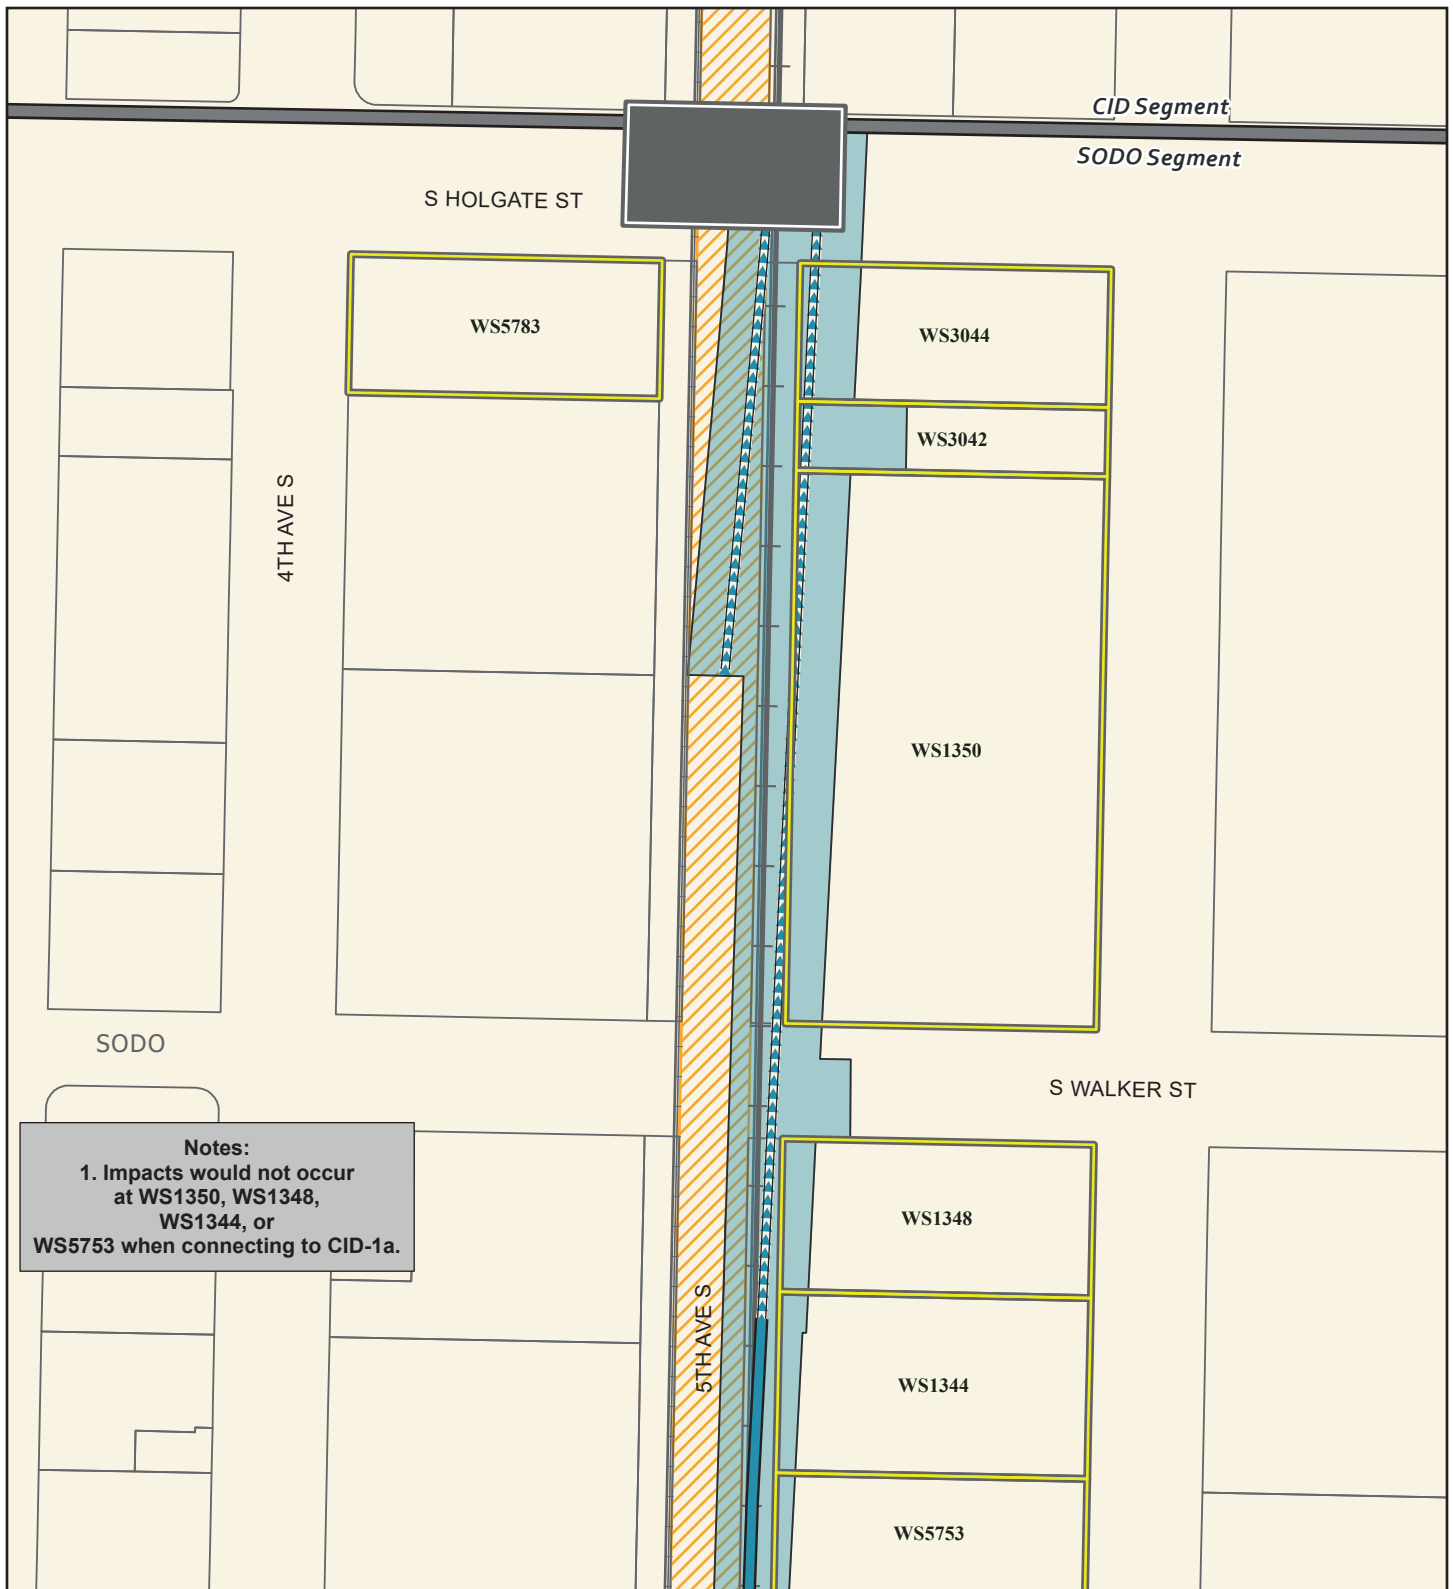 CID Segment
SODO Segment
S HOLGATE ST
WS5783
WS3044
WS3042
4TH AVE S
WS1350
SODO
S WALKER ST
Notes:
1. Impacts would not occur
at WS1350, WS1348,
WS1344, or
WS5753 when connecting to CID-1a.
WS1348
5TH AVE S
WS1344
WS5753